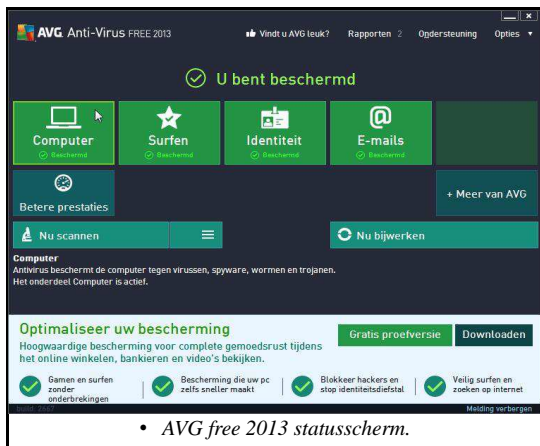 AVG. Anti-Virus FREE 2013
Vindt u AVG leuk? Rapporten 2 Ondersteuning Opties
U bent beschermd
Computer Surfen Identiteit E-mails
Beschermd Beschermd Beschermd Beschermd
Betere prestaties + Meer van AVG
Nu scannen Nu bijwerken
Computer
Antivirus beschermt de computer tegen virussen, spyware, wormen en trojanen.
Het onderdeel Computer is actief.
Optimaliseer uw bescherming
Hoogwaardige bescherming voor complete gemoedsrust tijdens
het online winkelen, bankieren en video's bekijken.
Gratis proefversie Downloaden
Gamen en surfen
zonder
onderbrekingen
Bescherming die uw pc
zelfs sneller maakt
Blokkeer hackers en
stop identiteitsdiefstal
Veilig surfen en
zoeken op internet
build: 2667 Melding verbergen
• AVG free 2013 statusscherm.